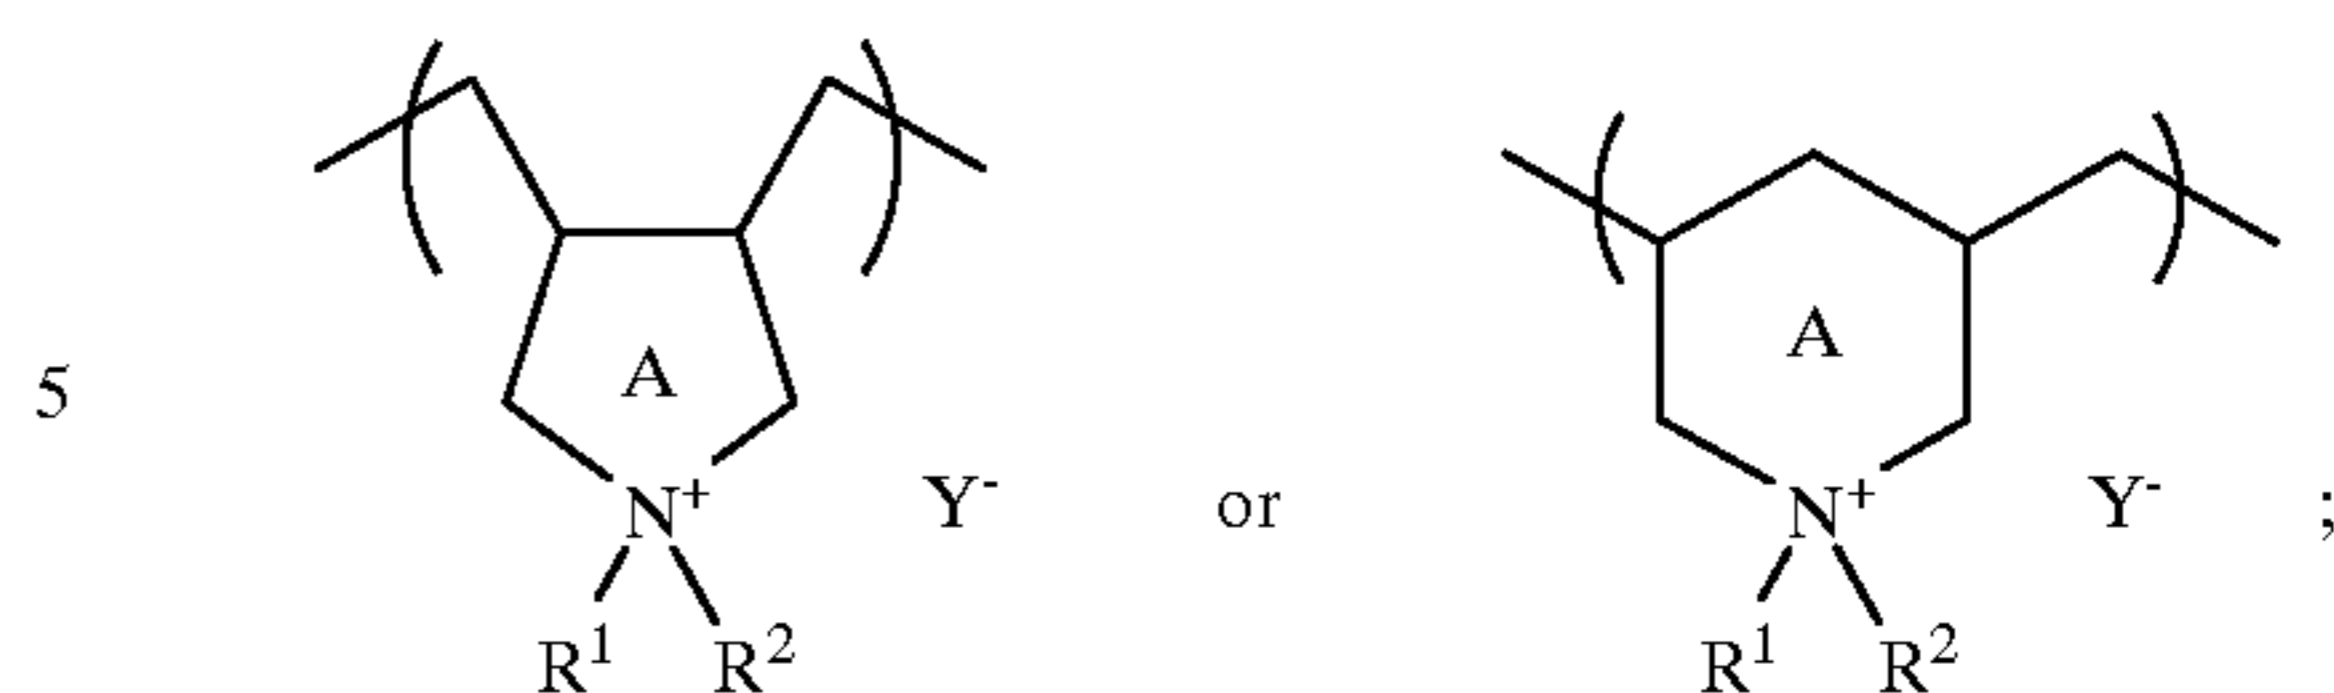 A
5 A
N⁺ Y⁻ or N⁺ Y⁻ ;
R¹ R² R¹ R²